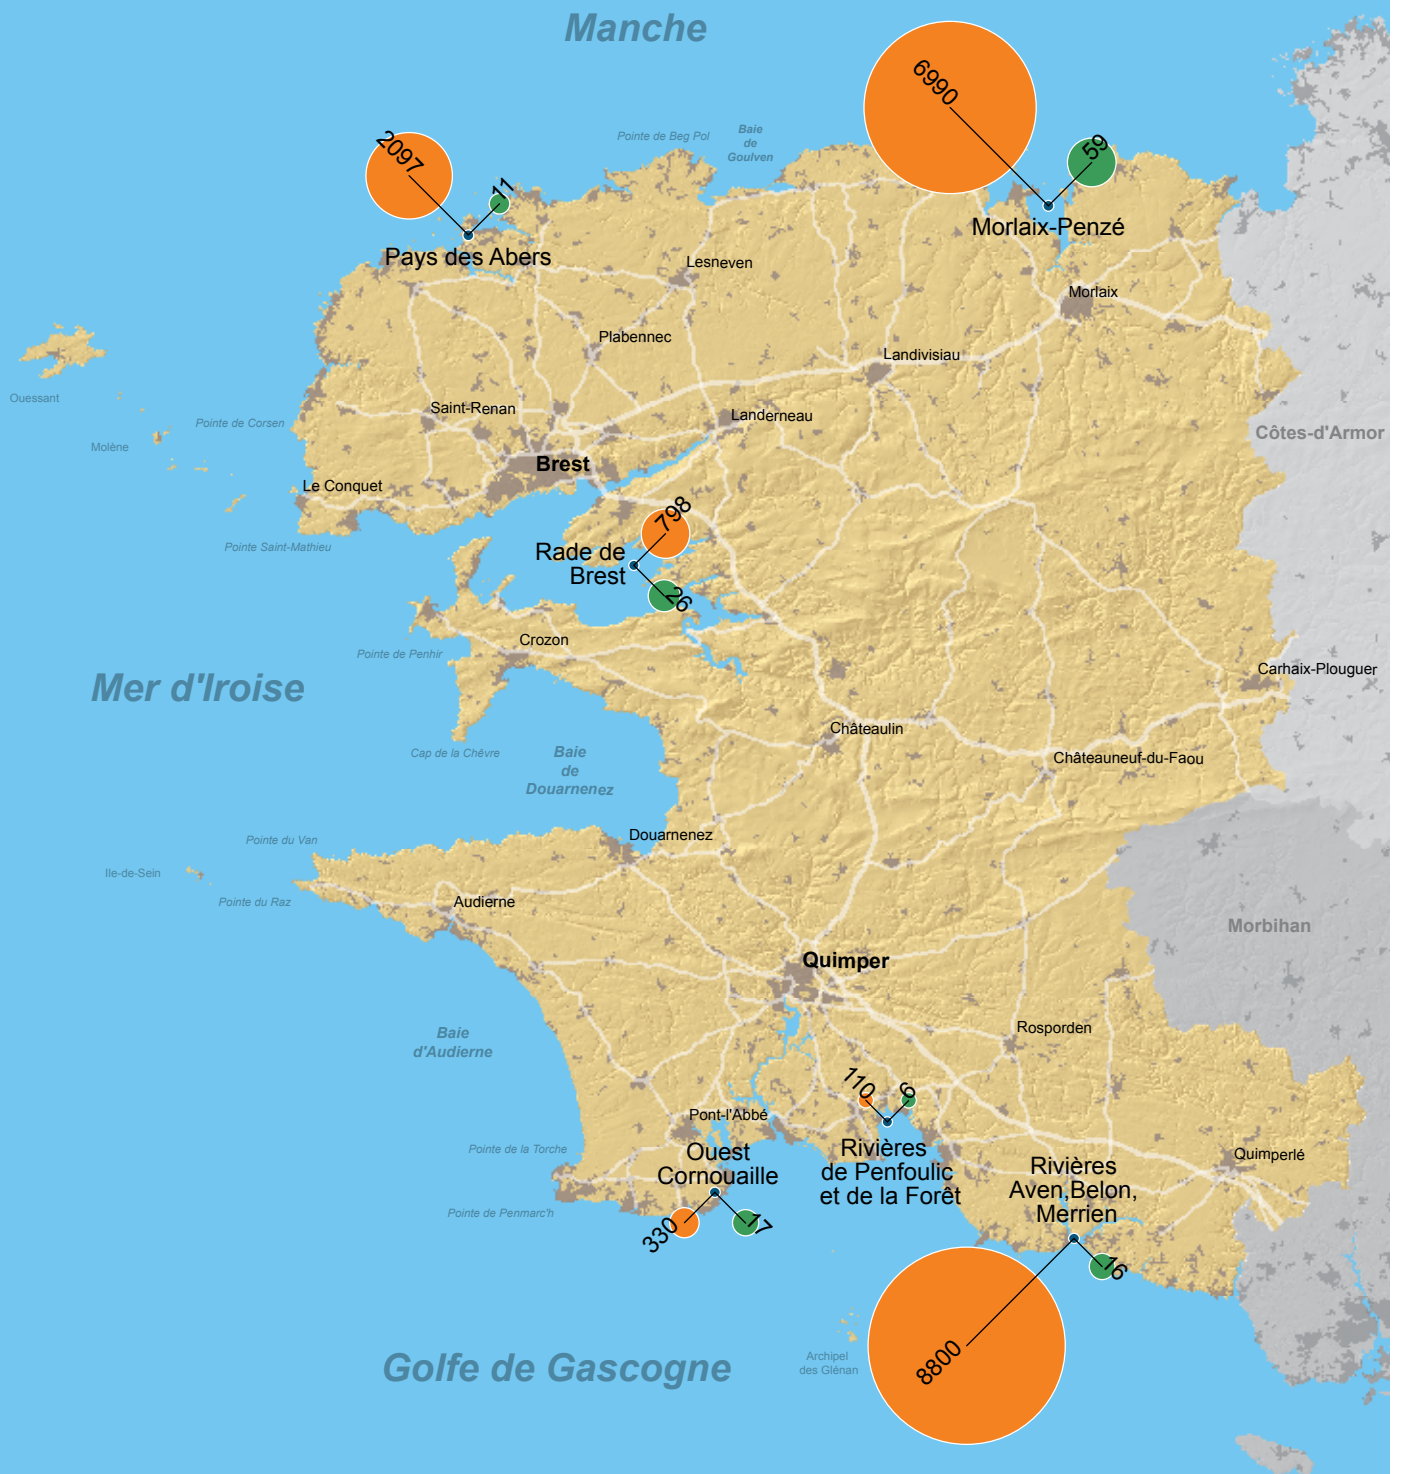 Manche
6990
Pointe de Beg Pol
Baie
de
Goulven
59
2097
11
Morlaix-Penzé
Pays des Abers
Lesneven
Morlaix
Plabennec
Landivisiau
Ouessant
Saint-Renan
Landerneau
Pointe de Corsen
Côtes-d'Armor
Molène
Brest
Le Conquet
798
Pointe Saint-Mathieu
Rade de
Brest
26
Crozon
Pointe de Penhir
Carhaix-Plouguer
Mer d'Iroise
Châteaulin
Cap de la Chévre
Baie
de
Douarnenez
Châteauneuf-du-Faou
Pointe du Van
Douarnenez
Ile-de-Sein
Pointe du Raz
Audierne
Morbihan
Quimper
Baie
d'Audierne
Rosporden
110
6
Pont-l'Abbé
Pointe de la Torche
Ouest
Cornouaille
Rivières
de Penfoulic
et de la Forêt
Rivières
Aven,Belon,
Merrien
Quimperlé
Pointe de Penmarc'h
330
17
16
8800
Archipel
des Glénan
Golfe de Gascogne